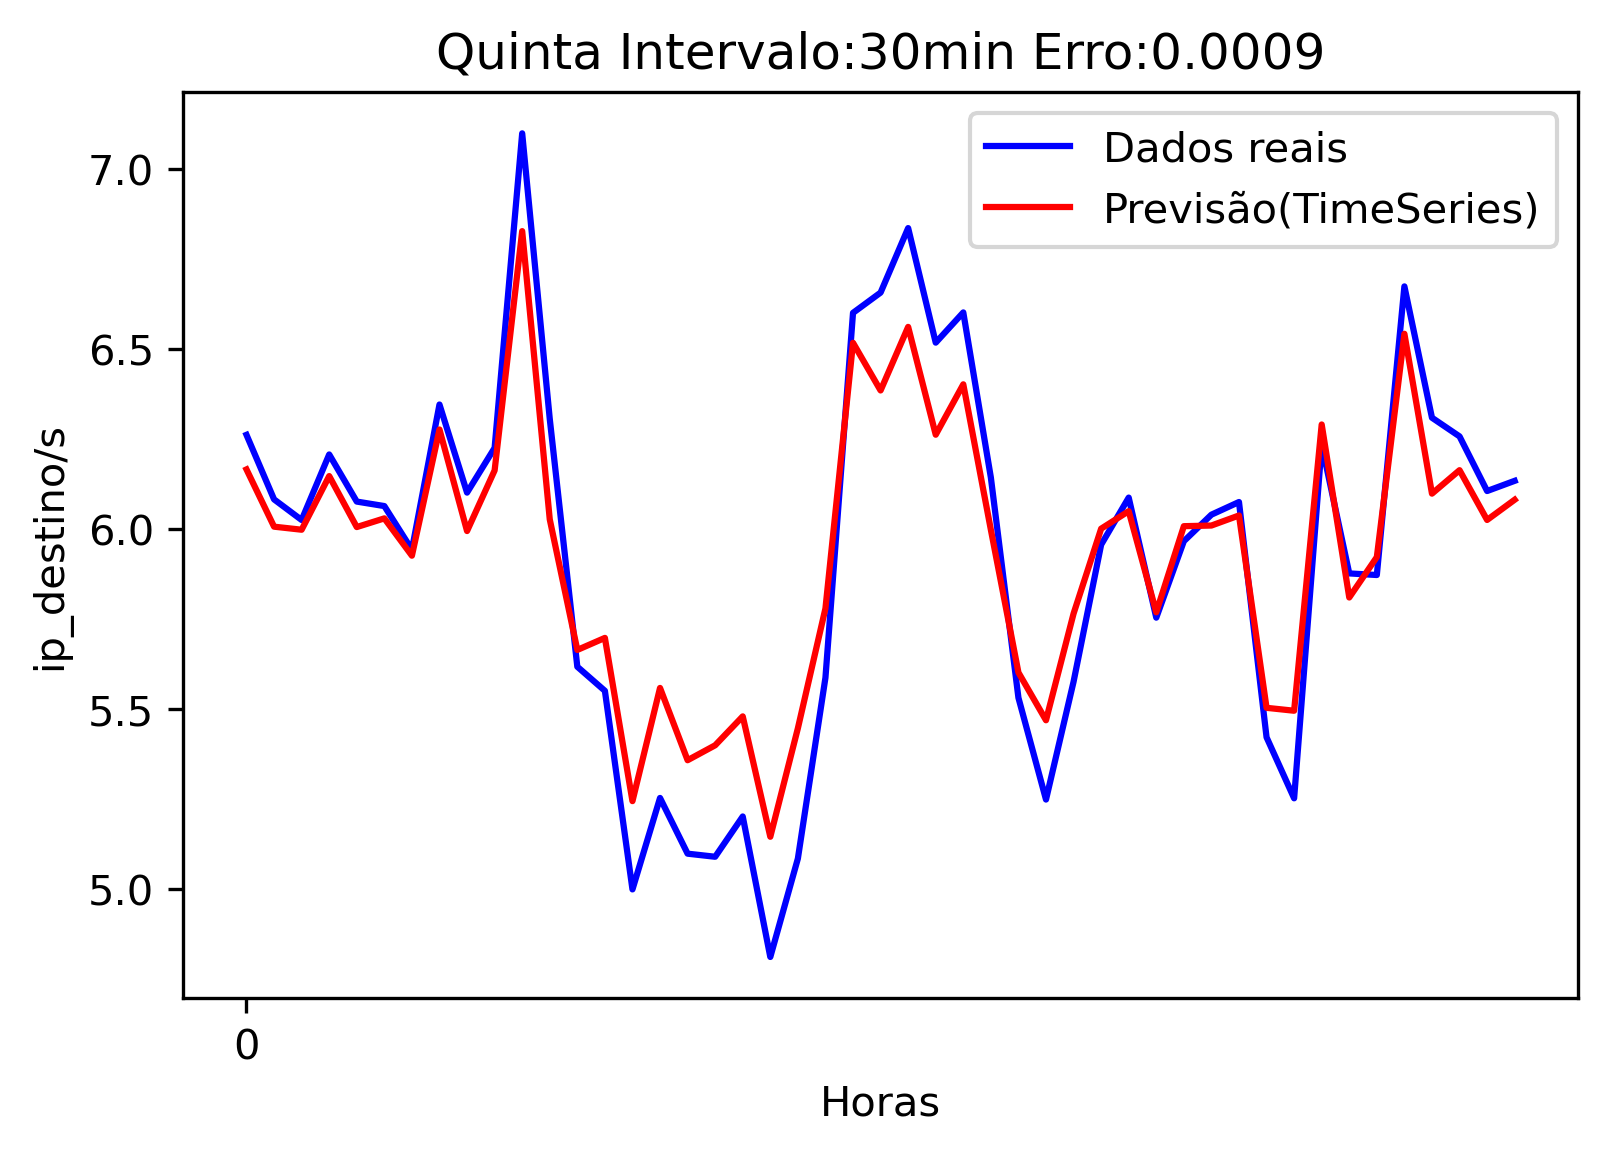 Quinta Intervalo:30min Erro:0.0009
Dados reais
Previsão(TimeSeries)
7.0
6.5
6.0
5.5
5.0
ip_destino/s
0
Horas